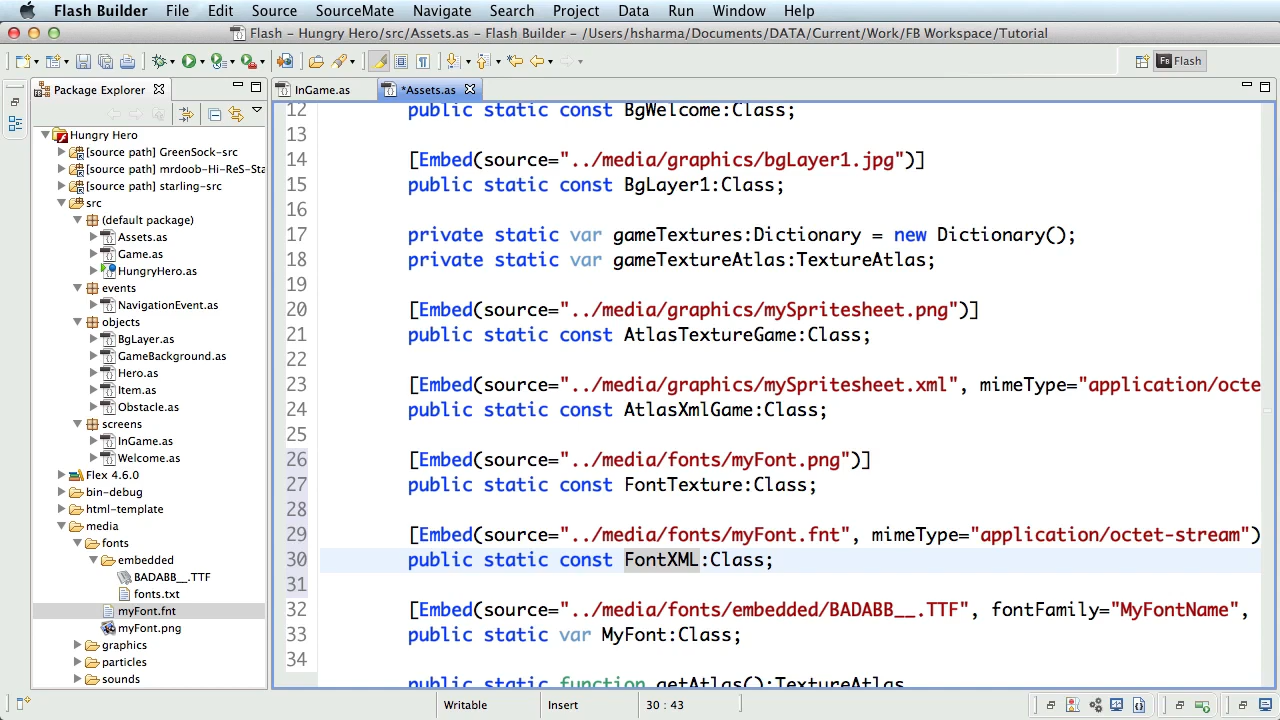 Flash Builder File Edit Source SourceMate Navigate Search Project Data Run Window Help
Flash - Hungry Hero/src/Assets.as - Flash Builder - /Users/hsharma/Documents/DATA/Current/Work/FB Workspace/Tutorial
Fb Flash
Package Explorer
InGame.as
*Assets.as
Hungry Hero
[source path] GreenSock-src
[source path] mrdoob-Hi-ReS-Sta
[source path] starling-src
src
(default package)
Assets.as
Game.as
HungryHero.as
events
NavigationEvent.as
objects
BgLayer.as
GameBackground.as
Hero.as
Item.as
Obstacle.as
screens
InGame.as
Welcome.as
Flex 4.6.0
bin-debug
html-template
media
fonts
embedded
BADABB__.TTF
fonts.txt
myFont.fnt
myFont.png
graphics
particles
sounds
12 public static const BgWelcome:Class;
13
14 [Embed(source="../media/graphics/bgLayer1.jpg")]
15 public static const BgLayer1:Class;
16
17 private static var gameTextures:Dictionary = new Dictionary();
18 private static var gameTextureAtlas:TextureAtlas;
19
20 [Embed(source="../media/graphics/mySpritesheet.png")]
21 public static const AtlasTextureGame:Class;
22
23 [Embed(source="../media/graphics/mySpritesheet.xml", mimeType="application/octe
24 public static const AtlasXmlGame:Class;
25
26 [Embed(source="../media/fonts/myFont.png")]
27 public static const FontTexture:Class;
28
29 [Embed(source="../media/fonts/myFont.fnt", mimeType="application/octet-stream")
30 public static const FontXML:Class;
31
32 [Embed(source="../media/fonts/embedded/BADABB__.TTF", fontFamily="MyFontName",
33 public static var MyFont:Class;
34
public static function getAtlas():TextureAtlas
Writable Insert 30 : 43